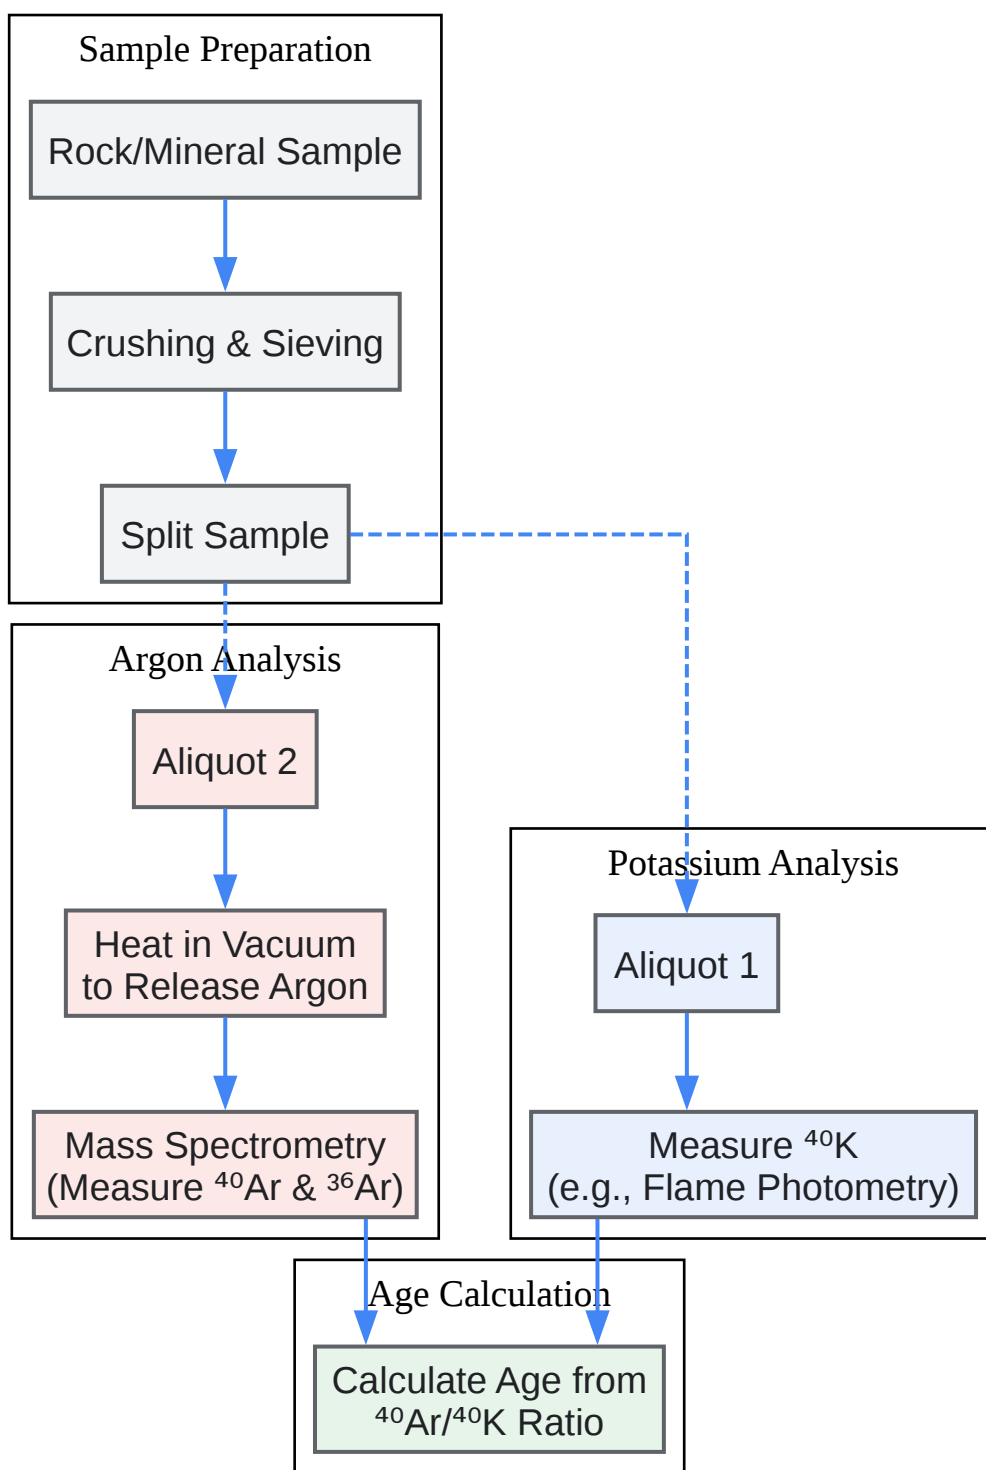 Sample Preparation
Rock/Mineral Sample
Crushing & Sieving
Split Sample
Argon Analysis
Aliquot 2
Heat in Vacuum
to Release Argon
Mass Spectrometry
(Measure ⁴⁰Ar & ³⁶Ar)
Potassium Analysis
Aliquot 1
Measure ⁴⁰K
(e.g., Flame Photometry)
Age Calculation
Calculate Age from
⁴⁰Ar/⁴⁰K Ratio